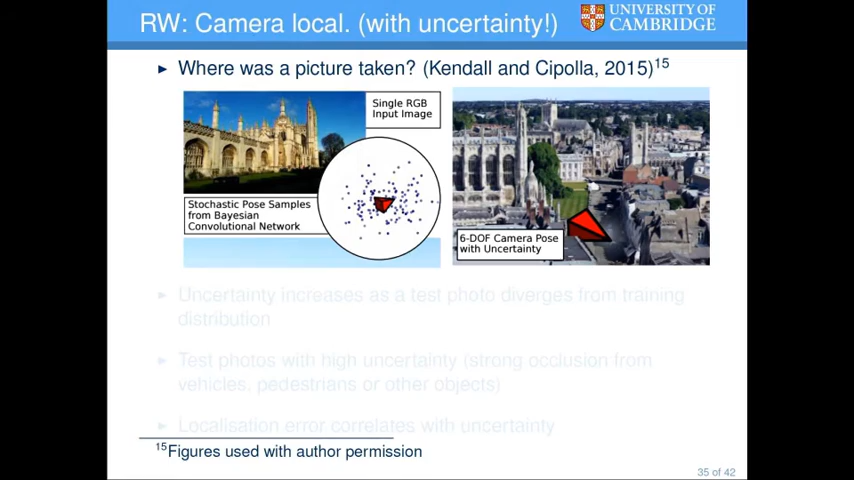 RW: Camera local. (with uncertainty!)
UNIVERSITY OF
CAMBRIDGE
► Where was a picture taken? (Kendall and Cipolla, 2015)15
Single RGB
Input Image
Stochastic Pose Samples
from Bayesian
Convolutional Network
6-DOF Camera Pose
with Uncertainty
► Uncertainty increases as a test photo diverges from training
distribution
► Test photos with high uncertainty (strong occlusion from
vehicles, pedestrians or other objects)
► Localisation error correlates with uncertainty
15Figures used with author permission
35 of 42